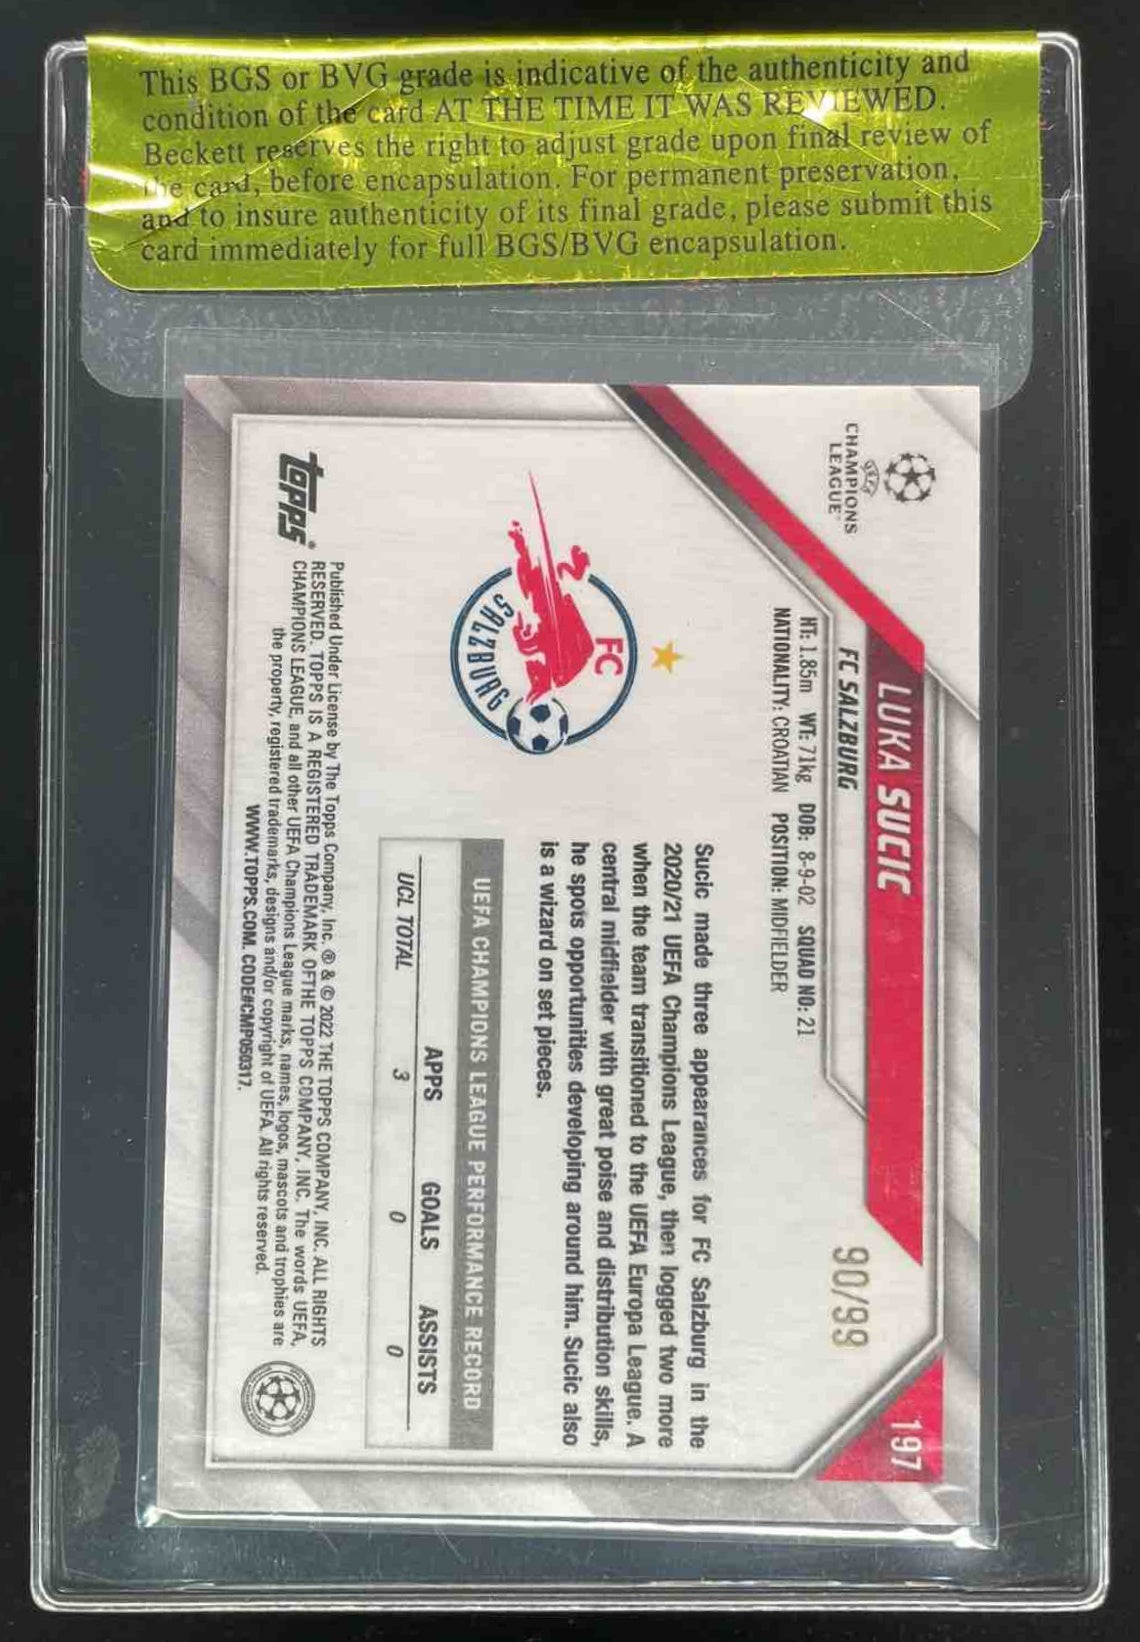 This BGS or BVG grade is indicative of the authenticity and
condition of the card AT THE TIME IT WAS REVIEWED.
Beckett reserves the right to adjust grade upon final review of
the card, before encapsulation. For permanent preservation,
and to insure authenticity of its final grade, please submit this
card immediately for full BGS/BVG encapsulation.
UEFA
CHAMPIONS
LEAGUE
LUKA SUCIC
FC SALZBURG
90/99
197
HT: 1.85m WT: 71kg DOB: 8-9-02 SQUAD NO: 21
NATIONALITY: CROATIAN POSITION: MIDFIELDER
FC
SALZBURG
Sucic made three appearances for FC Salzburg in the
2020/21 UEFA Champions League, then logged two more
when the team transitioned to the UEFA Europa League. A
central midfielder with great poise and distribution skills,
he spots opportunities developing around him. Sucic also
is a wizard on set pieces.
UEFA CHAMPIONS LEAGUE PERFORMANCE RECORD
APPS GOALS ASSISTS
UCL TOTAL 3 0 0
topps®
Published Under License by The Topps Company, Inc. ® & © 2022 THE TOPPS COMPANY, INC. ALL RIGHTS
RESERVED. TOPPS IS A REGISTERED TRADEMARK OF THE TOPPS COMPANY, INC. The words UEFA,
CHAMPIONS LEAGUE, and all other UEFA Champions League marks, names, logos, mascots and trophies are
the property, registered trademarks, designs and/or copyright of UEFA. All rights reserved.
WWW.TOPPS.COM. CODE#CMP050317.